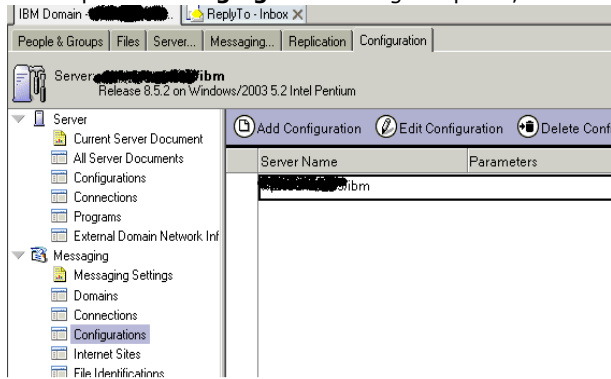 IBM Domain - .. ReplyTo - Inbox
People & Groups Files Server... Messaging... Replication Configuration
Server: /ibm
Release 8.5.2 on Windows/2003 5.2 Intel Pentium
Server
Current Server Document
All Server Documents
Configurations
Connections
Programs
External Domain Network Inf
Messaging
Messaging Settings
Domains
Connections
Configurations
Internet Sites
File Identifications
Add Configuration Edit Configuration Delete Conf
Server Name Parameters
/ibm